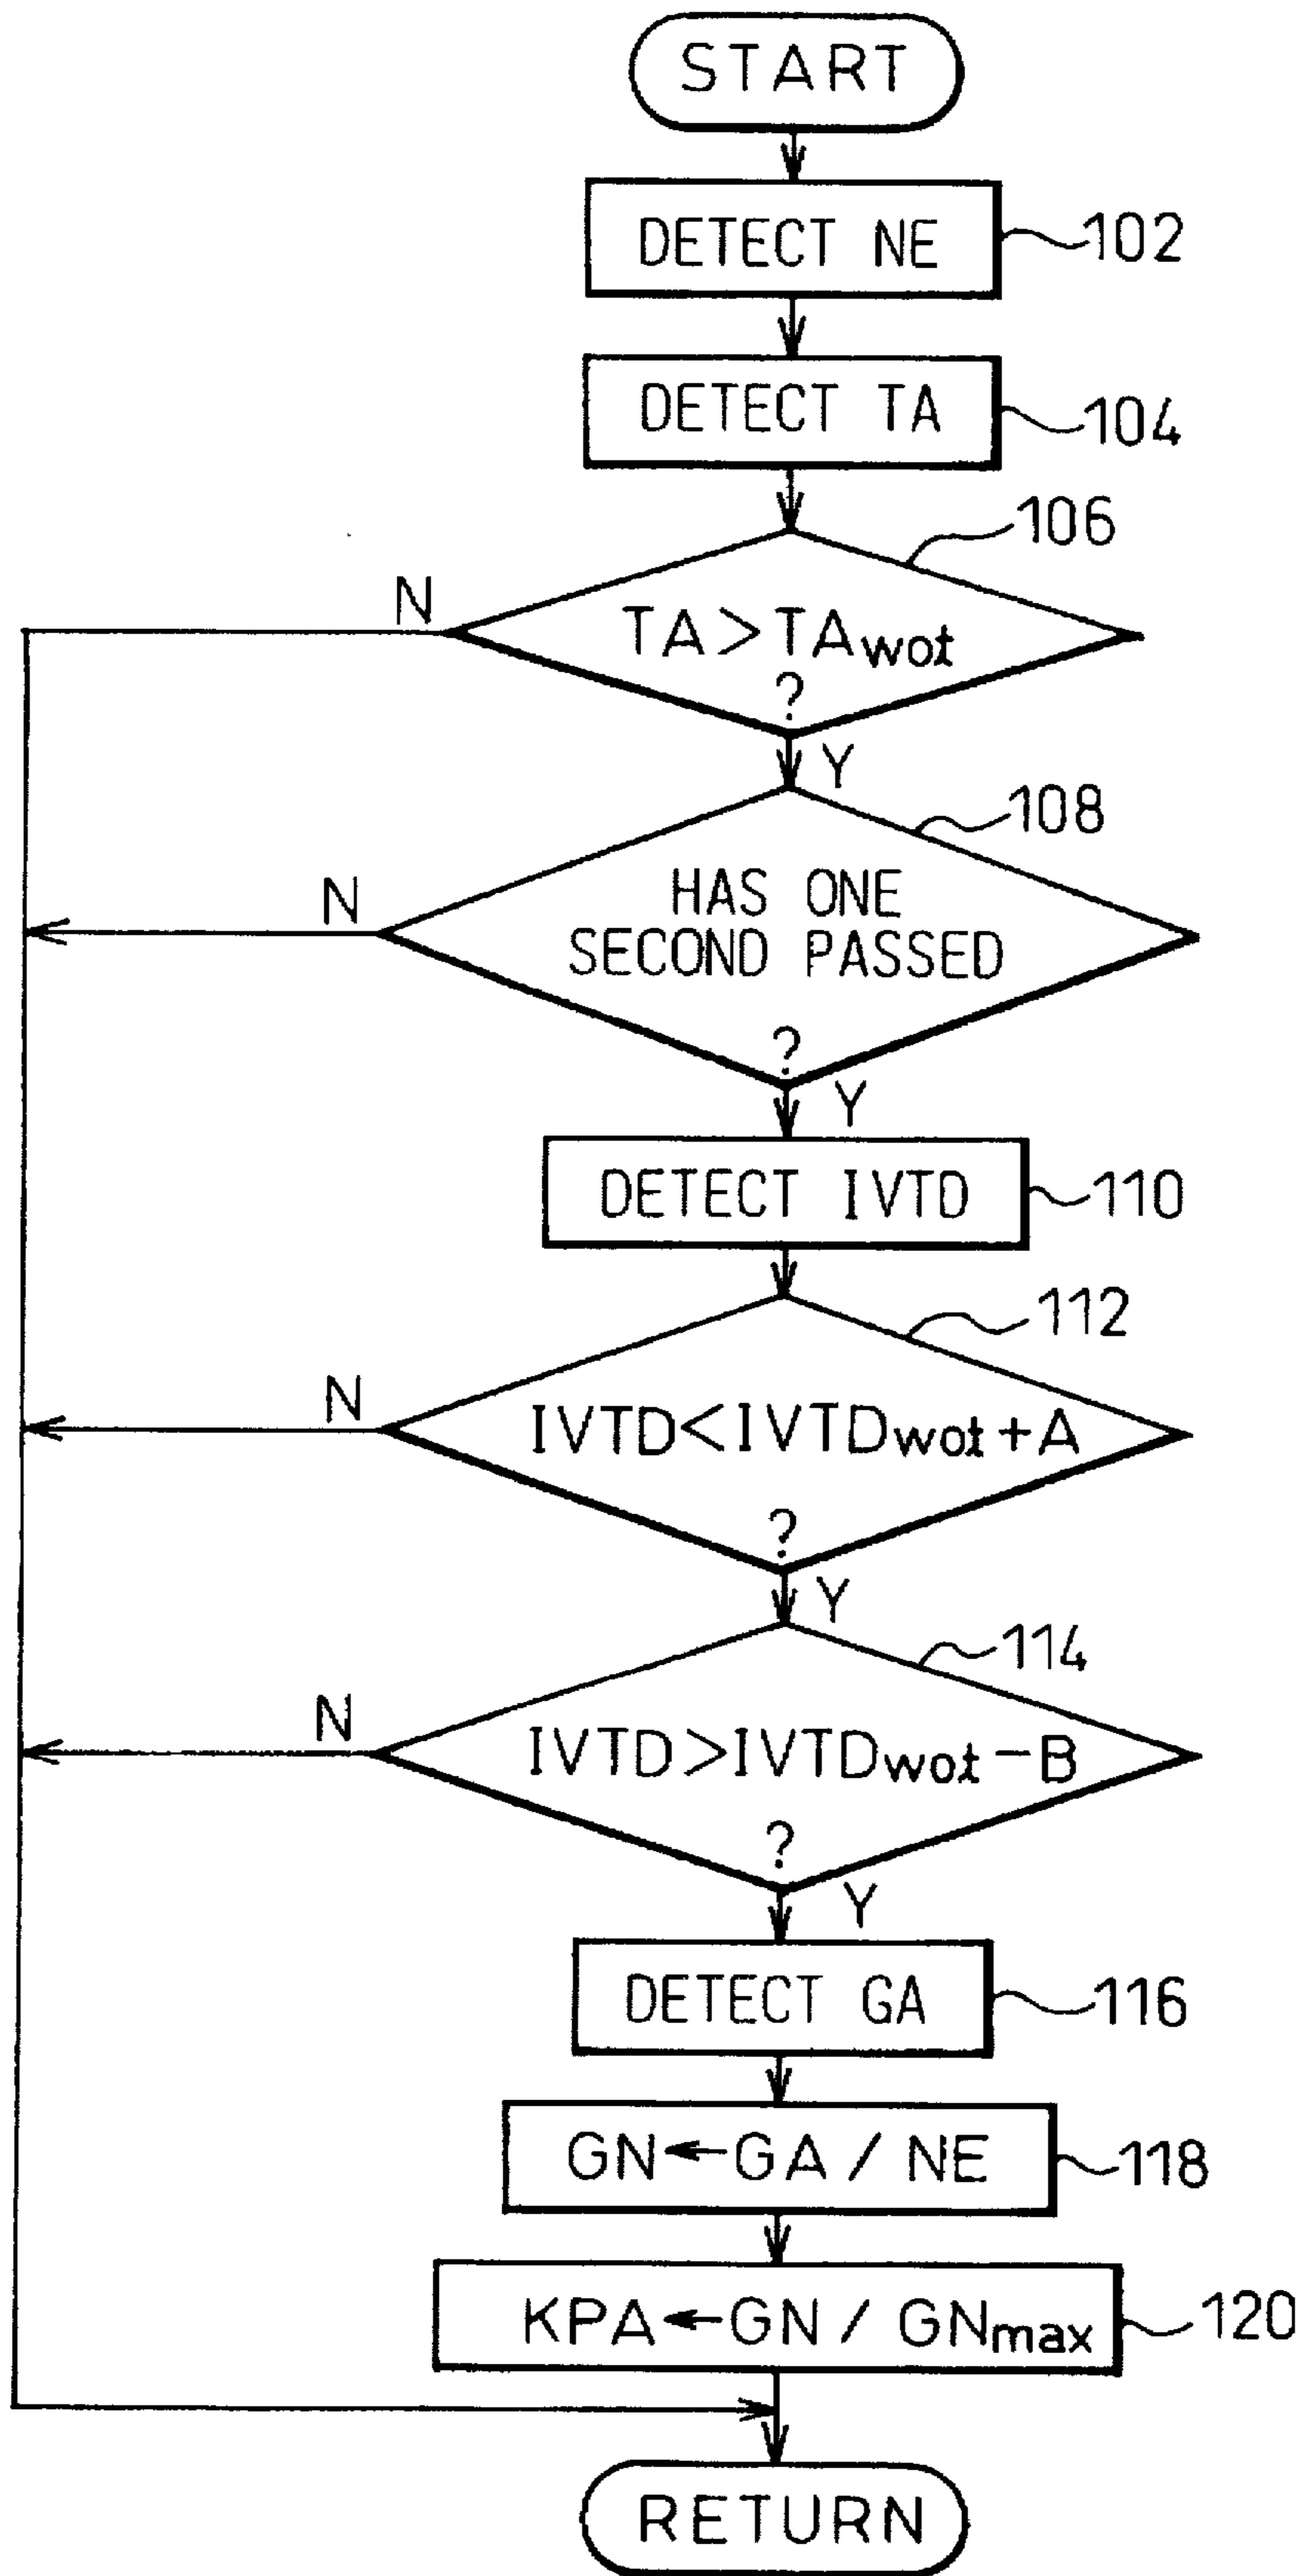 START
DETECT NE
102
DETECT TA
104
106
N
TA>TAwot
?
Y
108
N
HAS ONE
SECOND PASSED
?
Y
DETECT IVTD
110
112
N
IVTD<IVTDwot+A
?
Y
114
N
IVTD>IVTDwot-B
?
Y
DETECT GA
116
GN←GA / NE
118
KPA←GN / GNmax
120
RETURN